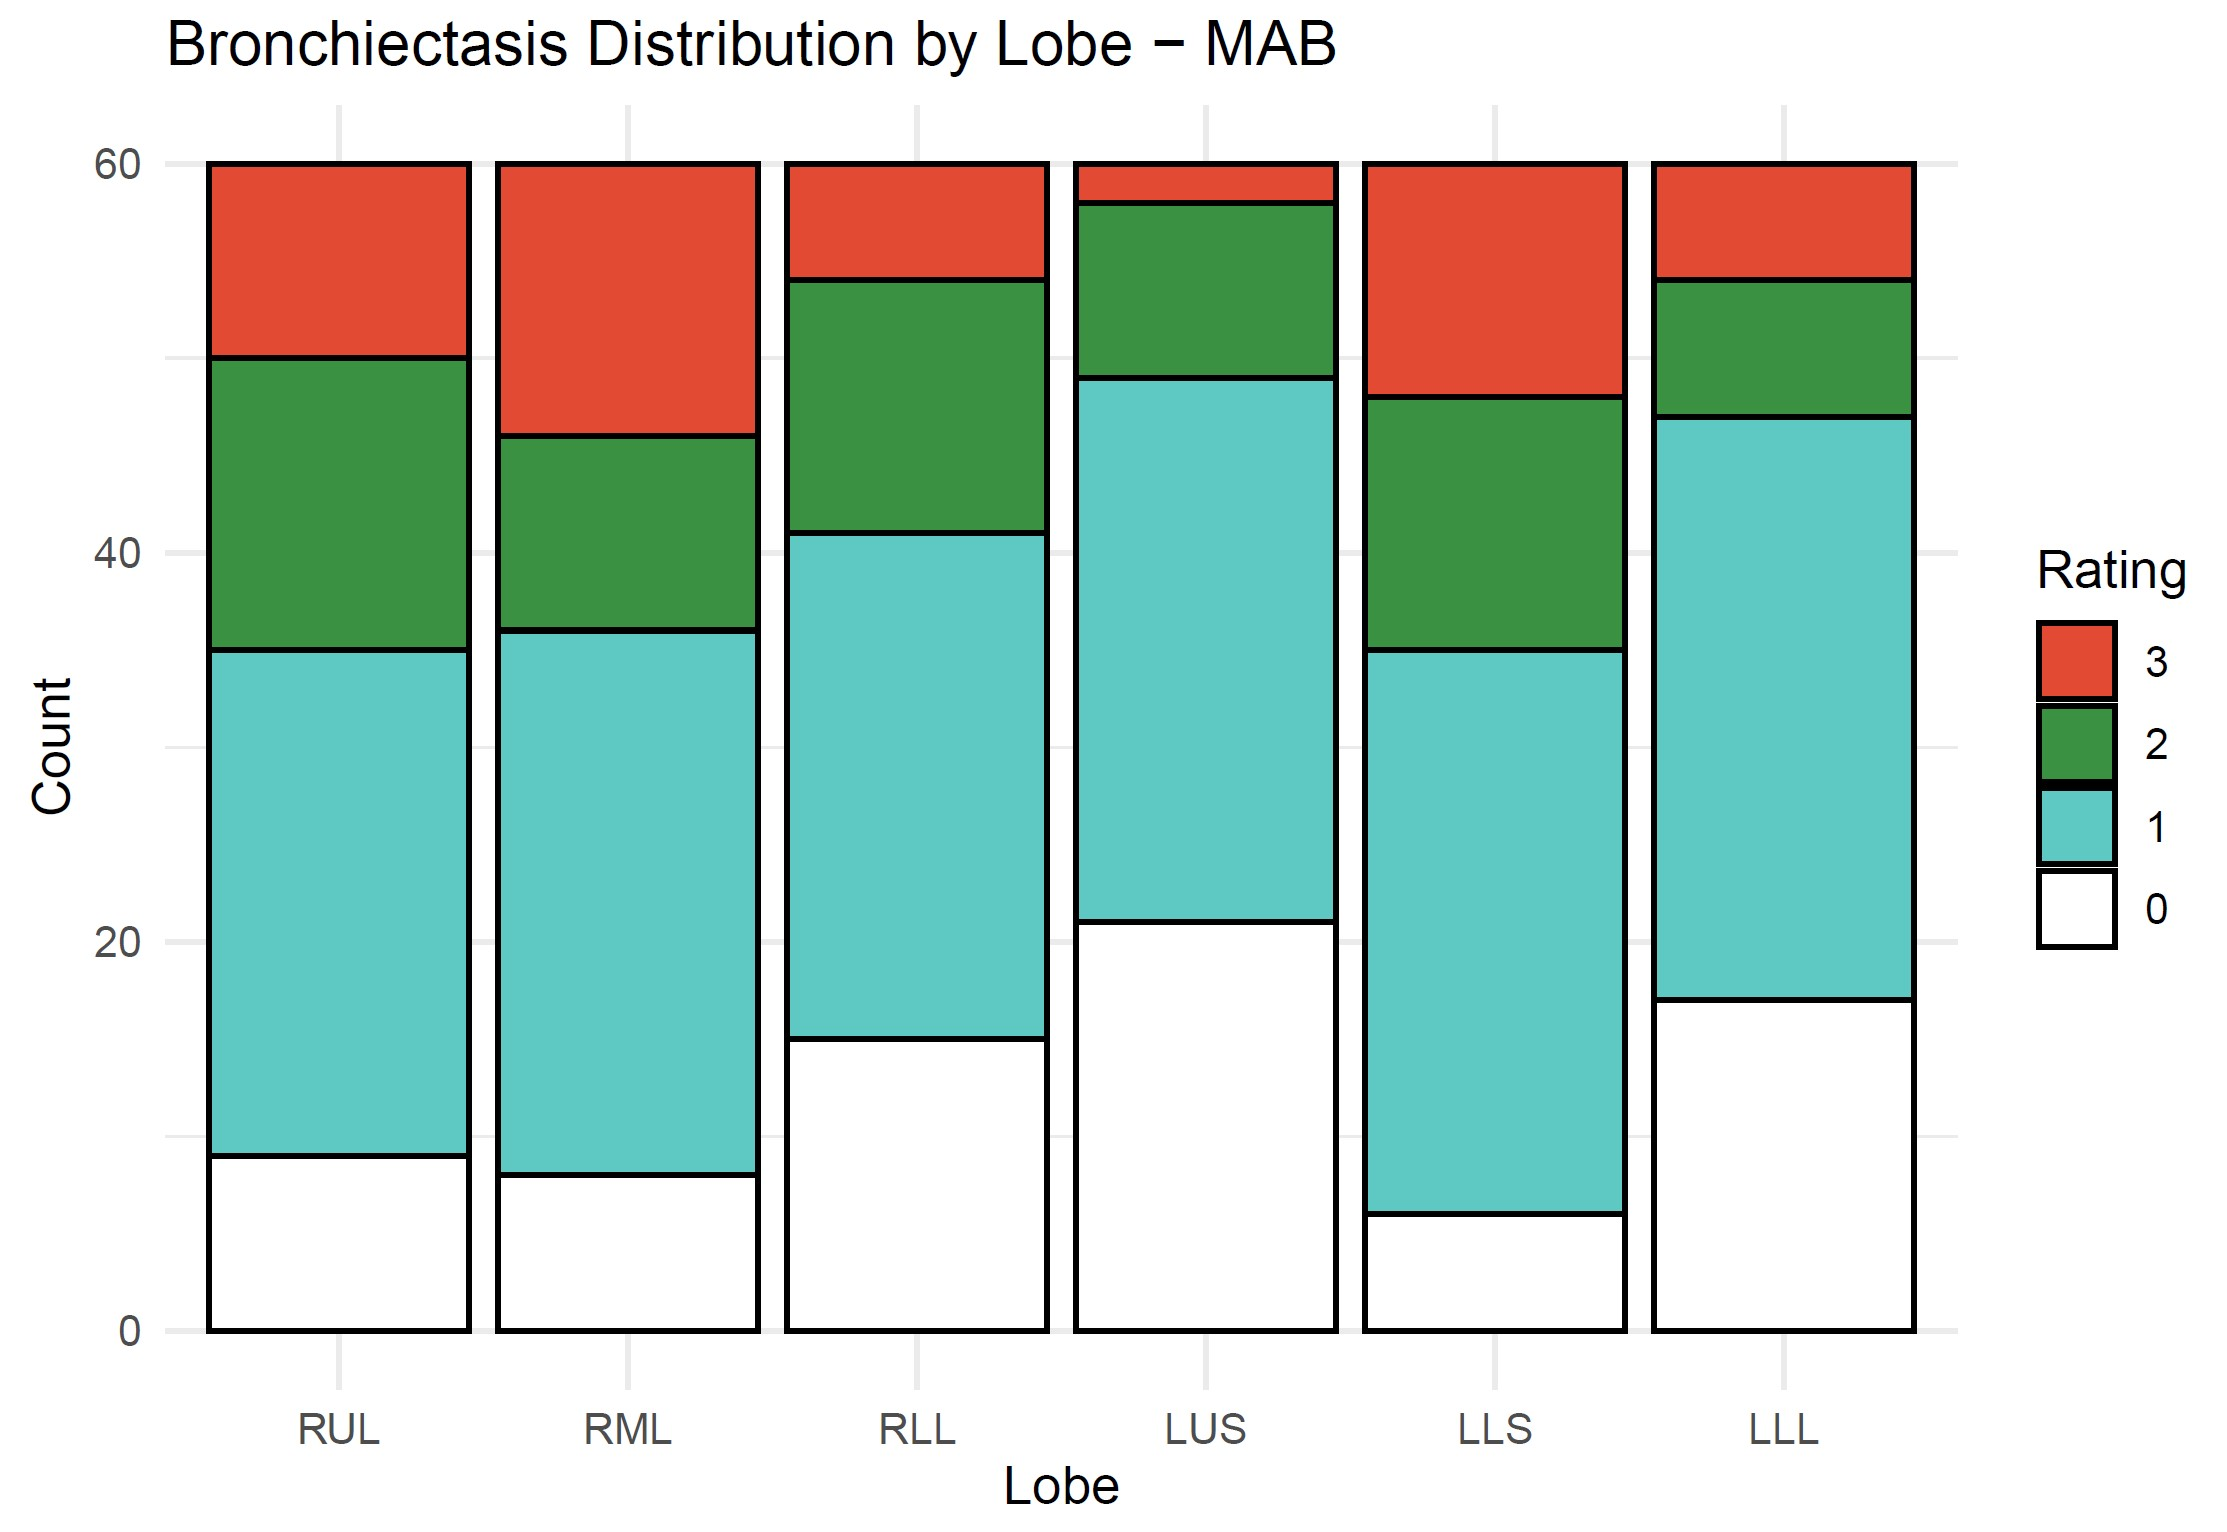 Bronchiectasis Distribution by Lobe − MAB
60
40
20
0
Count
RUL RML RLL LUS LLS LLL
Lobe
Rating
3
2
1
0